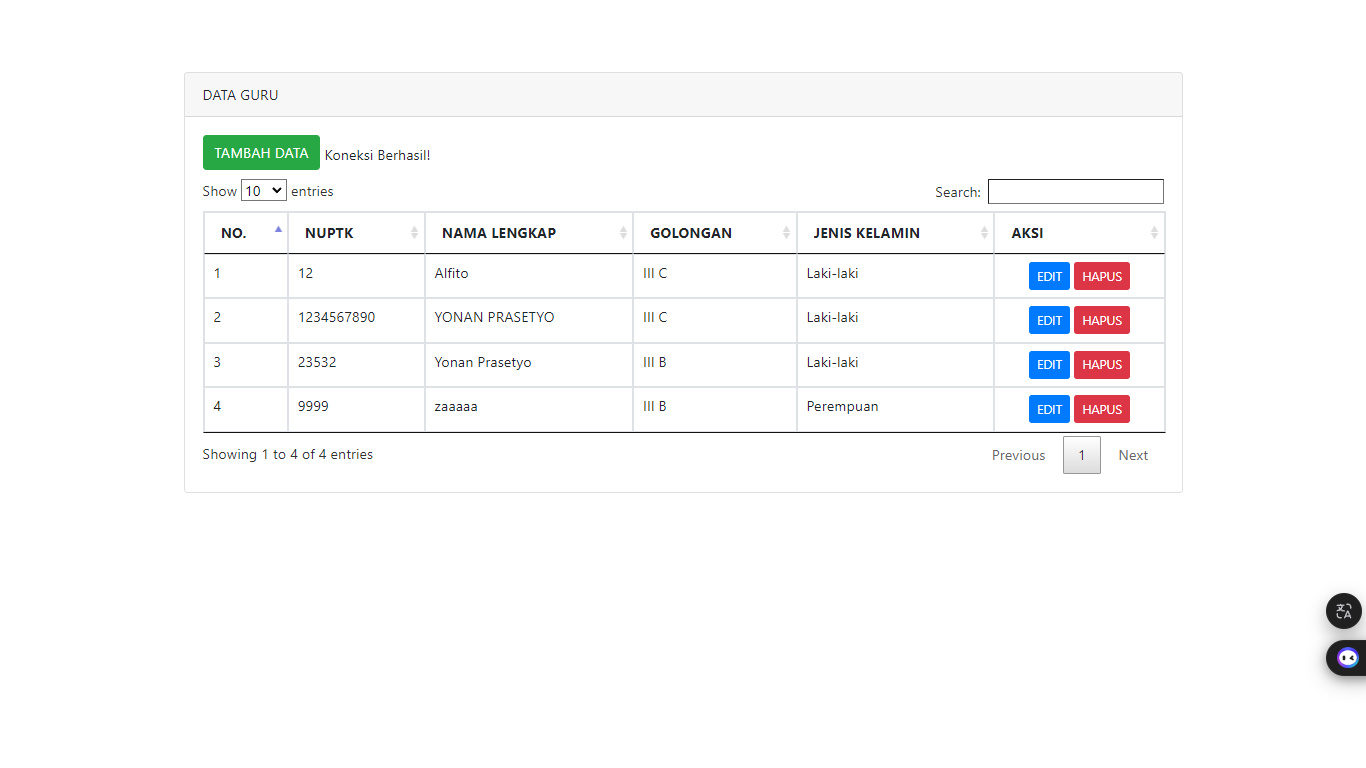 DATA GURU
TAMBAH DATA Koneksi Berhasil!
Show 10 entries Search:
NO. NUPTK NAMA LENGKAP GOLONGAN JENIS KELAMIN AKSI
1 12 Alfito III C Laki-laki EDIT HAPUS
2 1234567890 YONAN PRASETYO III C Laki-laki EDIT HAPUS
3 23532 Yonan Prasetyo III B Laki-laki EDIT HAPUS
4 9999 zaaaaa III B Perempuan EDIT HAPUS
Showing 1 to 4 of 4 entries Previous 1 Next